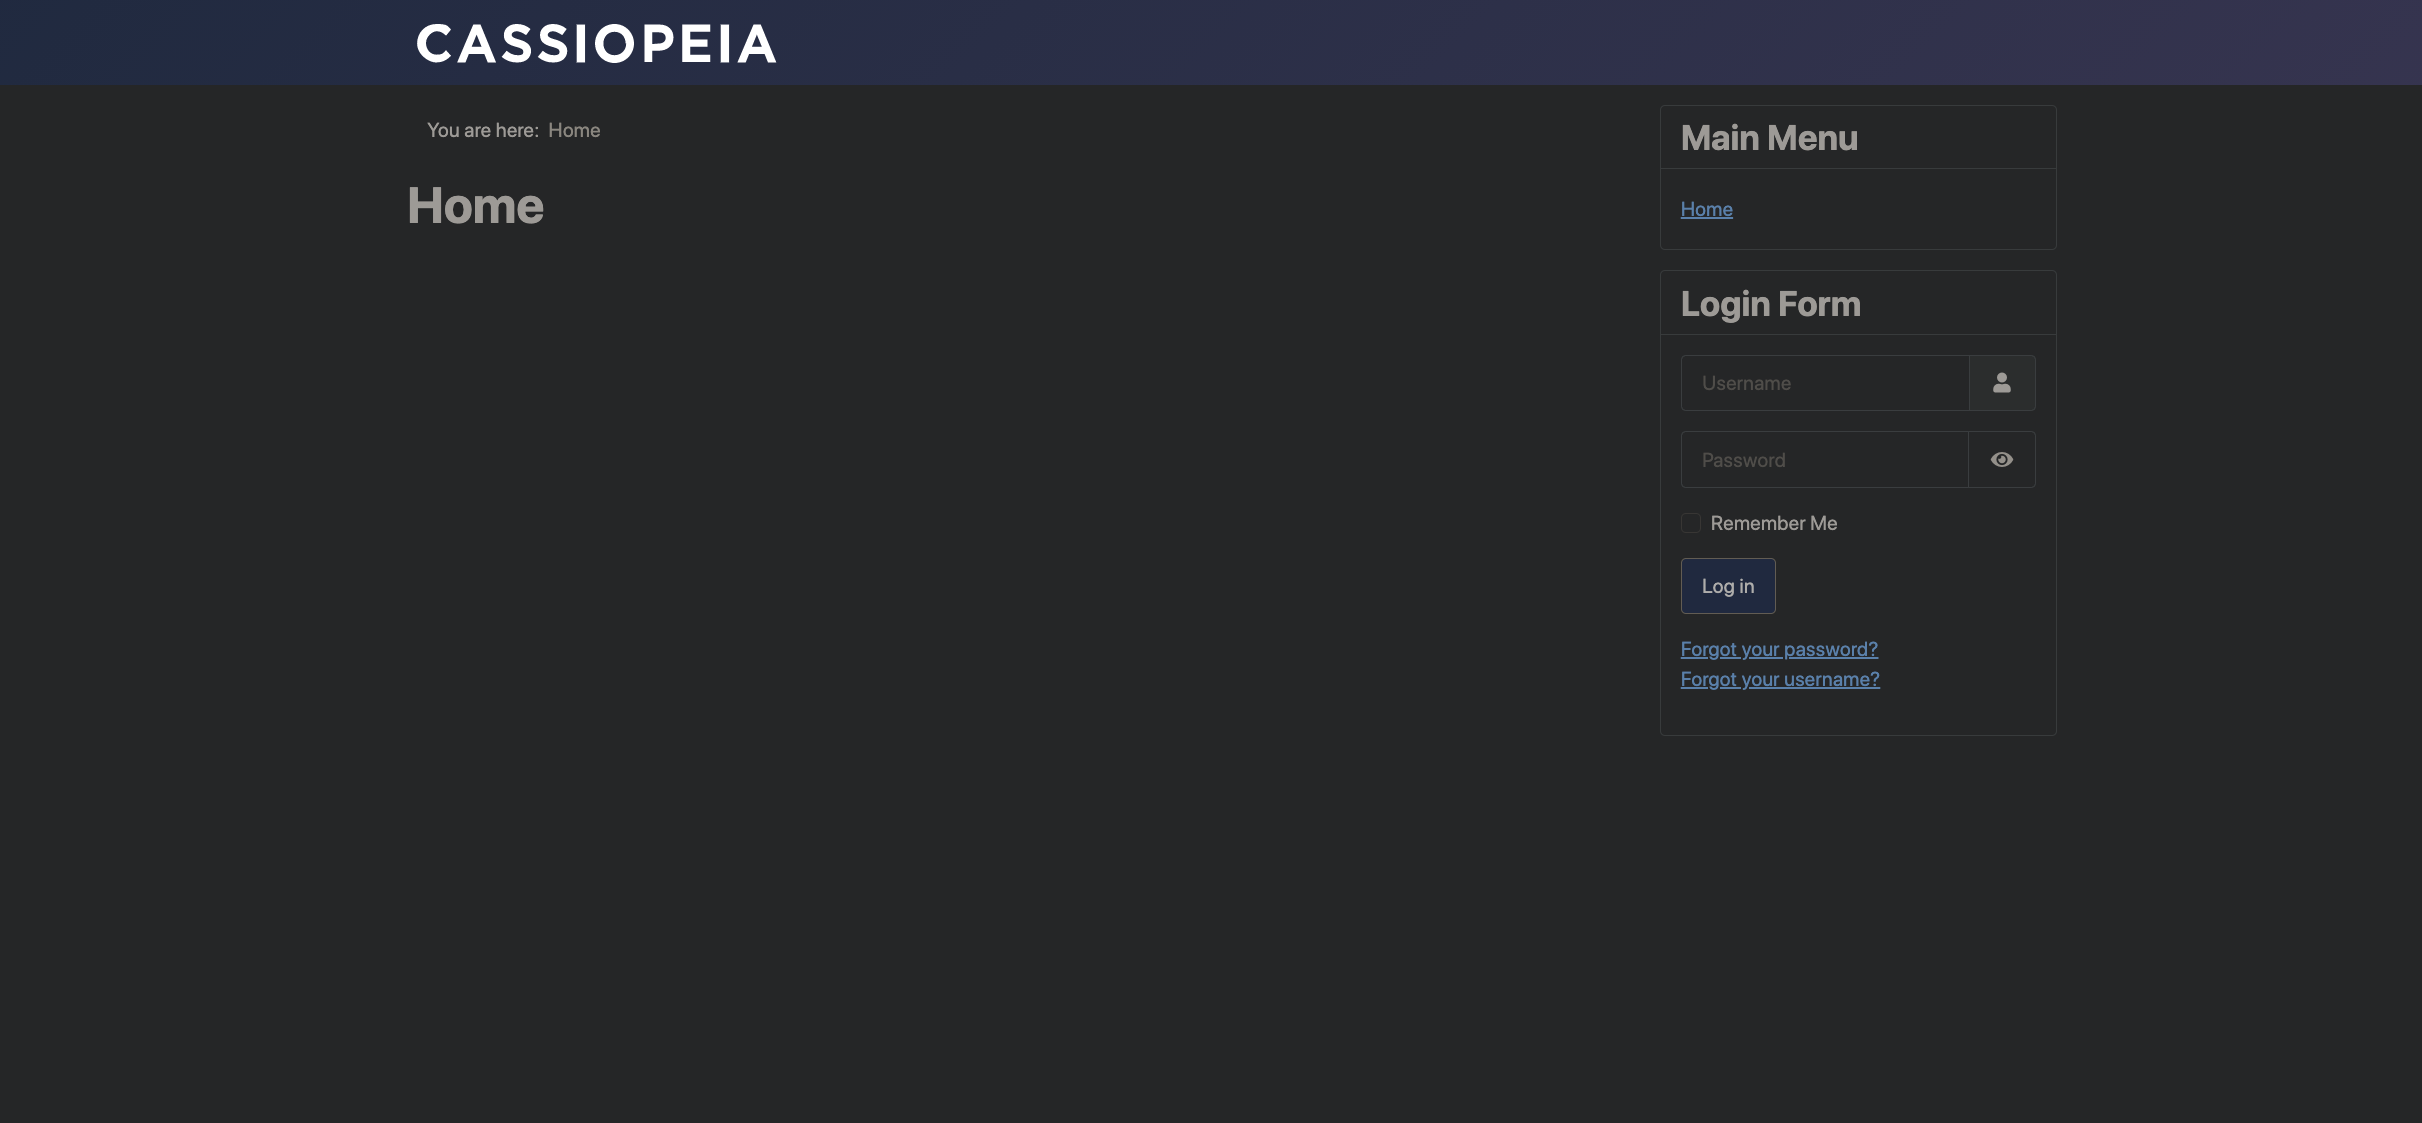 CASSIOPEIA
You are here: Home
Home
Main Menu
Home
Login Form
Username
Password
Remember Me
Log in
Forgot your password?
Forgot your username?